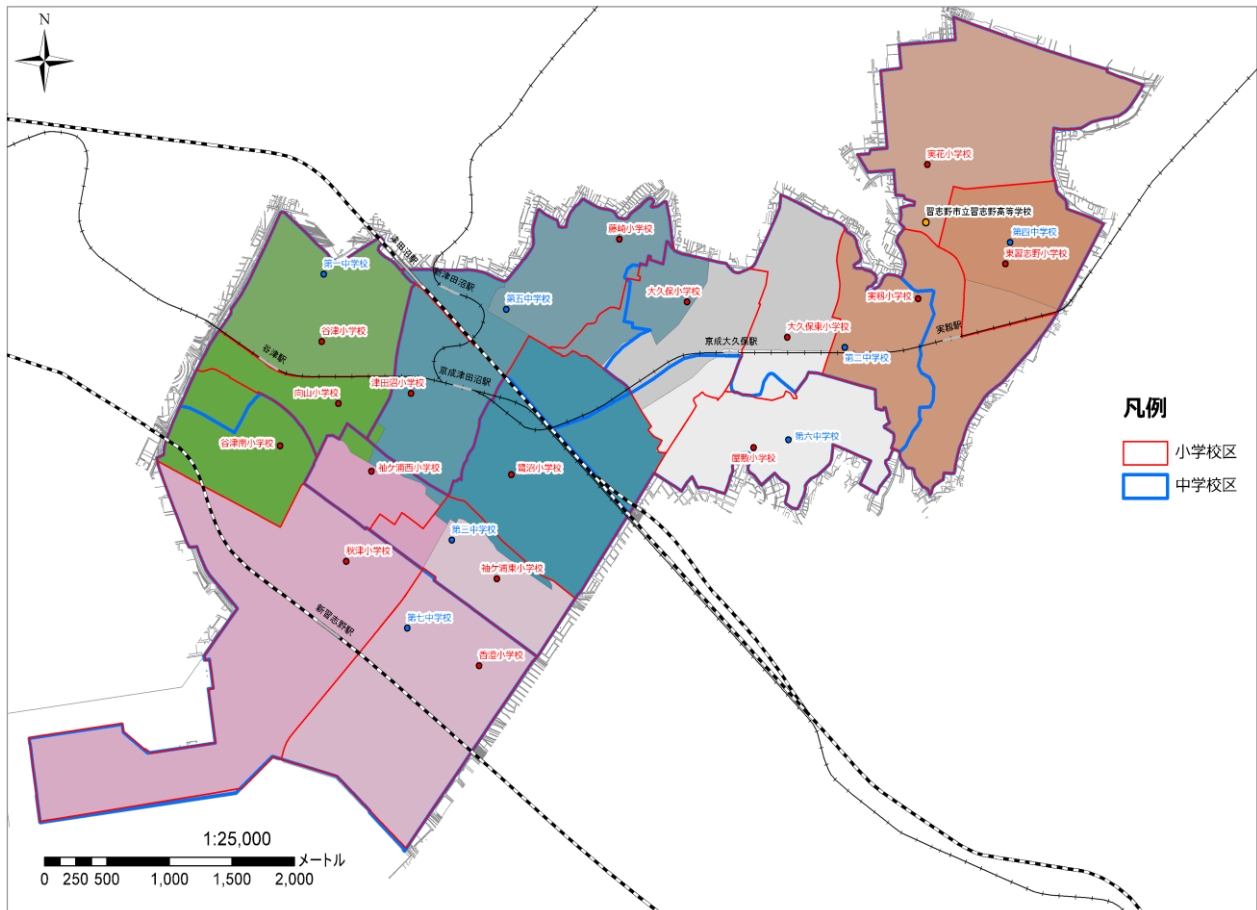 N
実花小学校
習志野市立習志野高等学校
第四中学校
東習志野小学校
藤崎小学校
津田沼駅
新津田沼駅
第一中学校
大久保小学校
実籾小学校
第五中学校
谷津小学校
大久保東小学校
実籾駅
京成大久保駅
第二中学校
谷津駅
京成津田沼駅
津田沼小学校
向山小学校
谷津南小学校
第六中学校
屋敷小学校
袖ケ浦西小学校
鷺沼小学校
第三中学校
秋津小学校
袖ケ浦東小学校
新習志野駅
第七中学校
香澄小学校
凡例
小学校区
中学校区
1:25,000
メートル
0 250 500 1,000 1,500 2,000